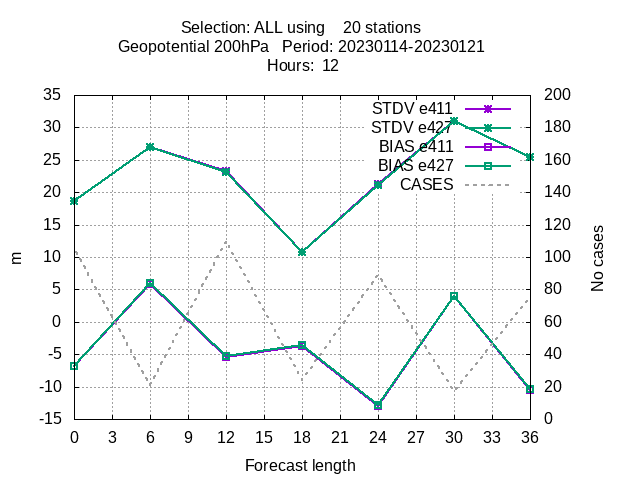 Selection: ALL using    20 stations
Geopotential 200hPa   Period: 20230114-20230121
Hours:  12
35
30
25
20
15
10
5
0
-5
-10
-15
m
200
180
160
140
120
100
80
60
40
20
0
No cases
STDV e411
STDV e427
BIAS e411
BIAS e427
CASES
0 3 6 9 12 15 18 21 24 27 30 33 36
Forecast length